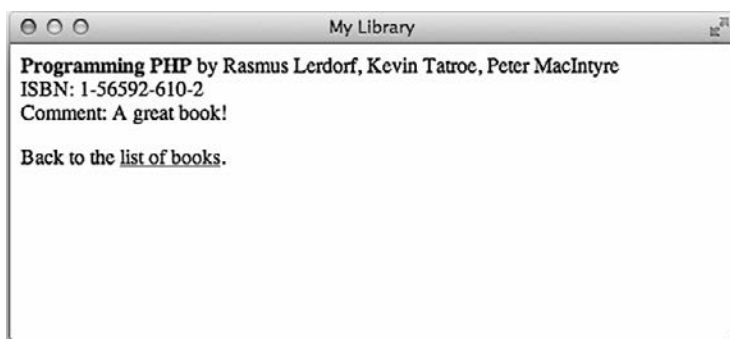 My Library
Programming PHP by Rasmus Lerdorf, Kevin Tatroe, Peter MacIntyre
ISBN: 1-56592-610-2
Comment: A great book!
Back to the list of books.